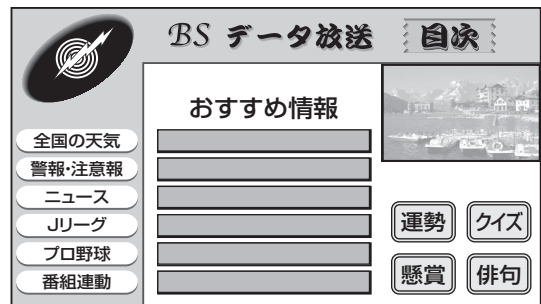 BS データ放送 目次
おすすめ情報
全国の天気
警報・注意報
ニュース
Jリーグ
プロ野球
番組連動
運勢 クイズ
懸賞 俳句